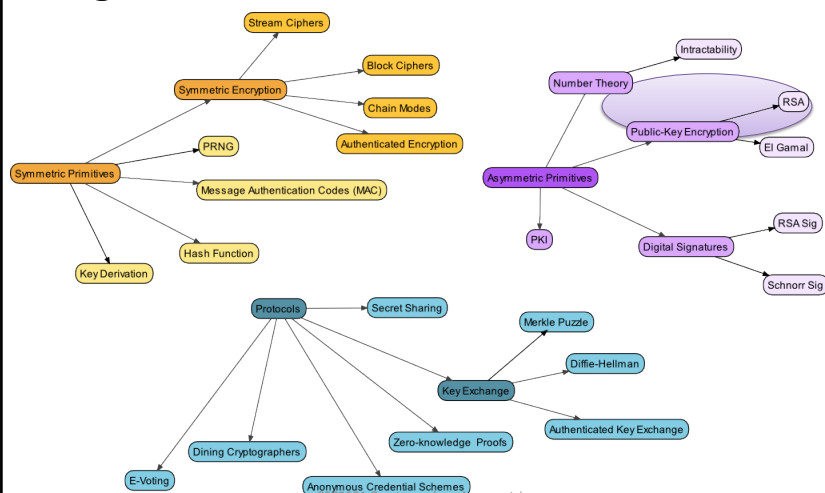 Stream Ciphers
Symmetric Encryption
Block Ciphers
Chain Modes
Authenticated Encryption
Symmetric Primitives
PRNG
Message Authentication Codes (MAC)
Hash Function
Key Derivation
Number Theory
Intractability
RSA
Public-Key Encryption
El Gamal
Asymmetric Primitives
PKI
Digital Signatures
RSA Sig
Schnorr Sig
Protocols
Secret Sharing
Merkle Puzzle
Diffie-Hellman
Key Exchange
Authenticated Key Exchange
Zero-knowledge Proofs
Dining Cryptographers
E-Voting
Anonymous Credential Schemes